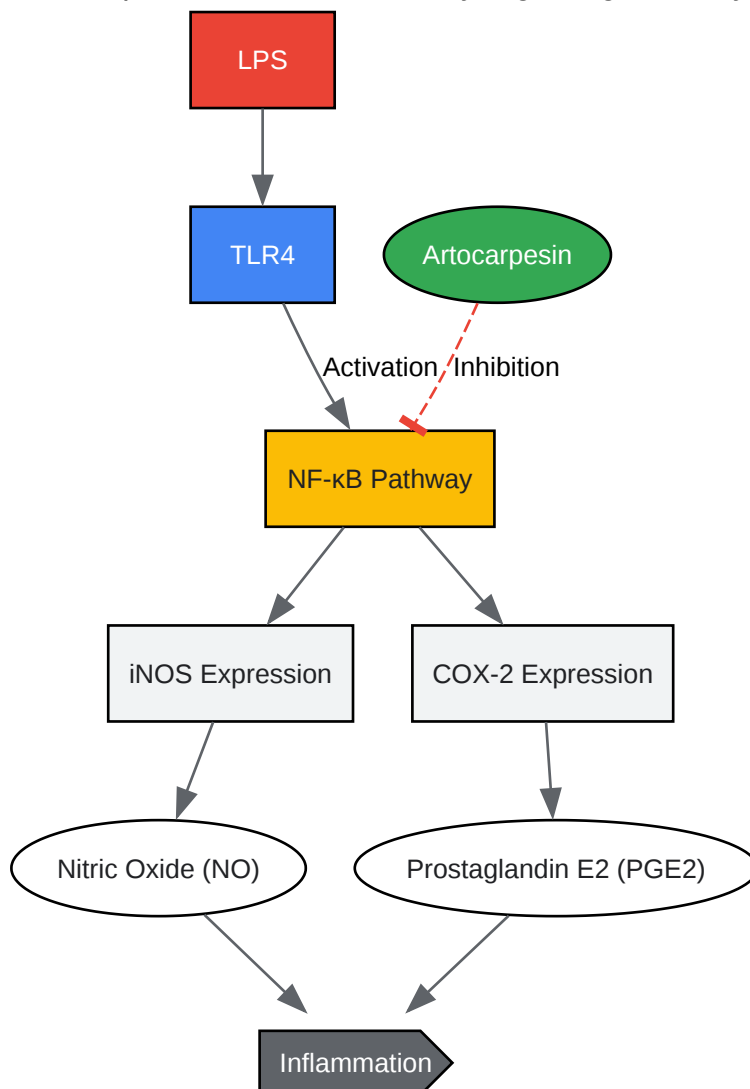 LPS
TLR4
Artocarpesin
Activation
Inhibition
NF-κB Pathway
iNOS Expression
COX-2 Expression
Nitric Oxide (NO)
Prostaglandin E2 (PGE2)
Inflammation